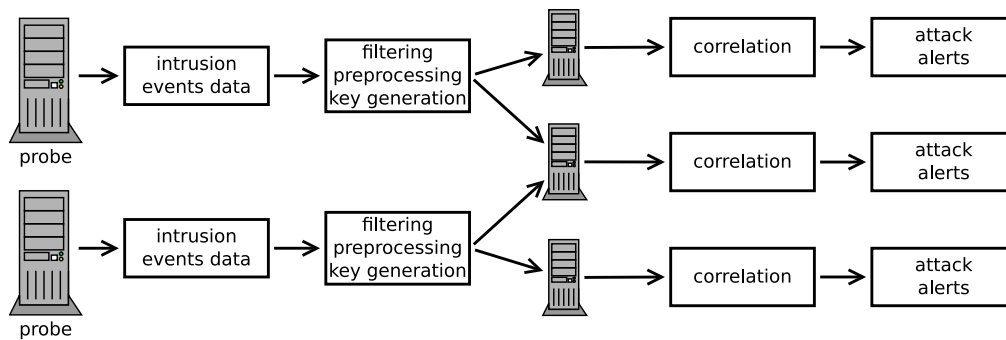 probe
intrusion
events data
filtering
preprocessing
key generation
correlation
attack
alerts
correlation
attack
alerts
probe
intrusion
events data
filtering
preprocessing
key generation
correlation
attack
alerts